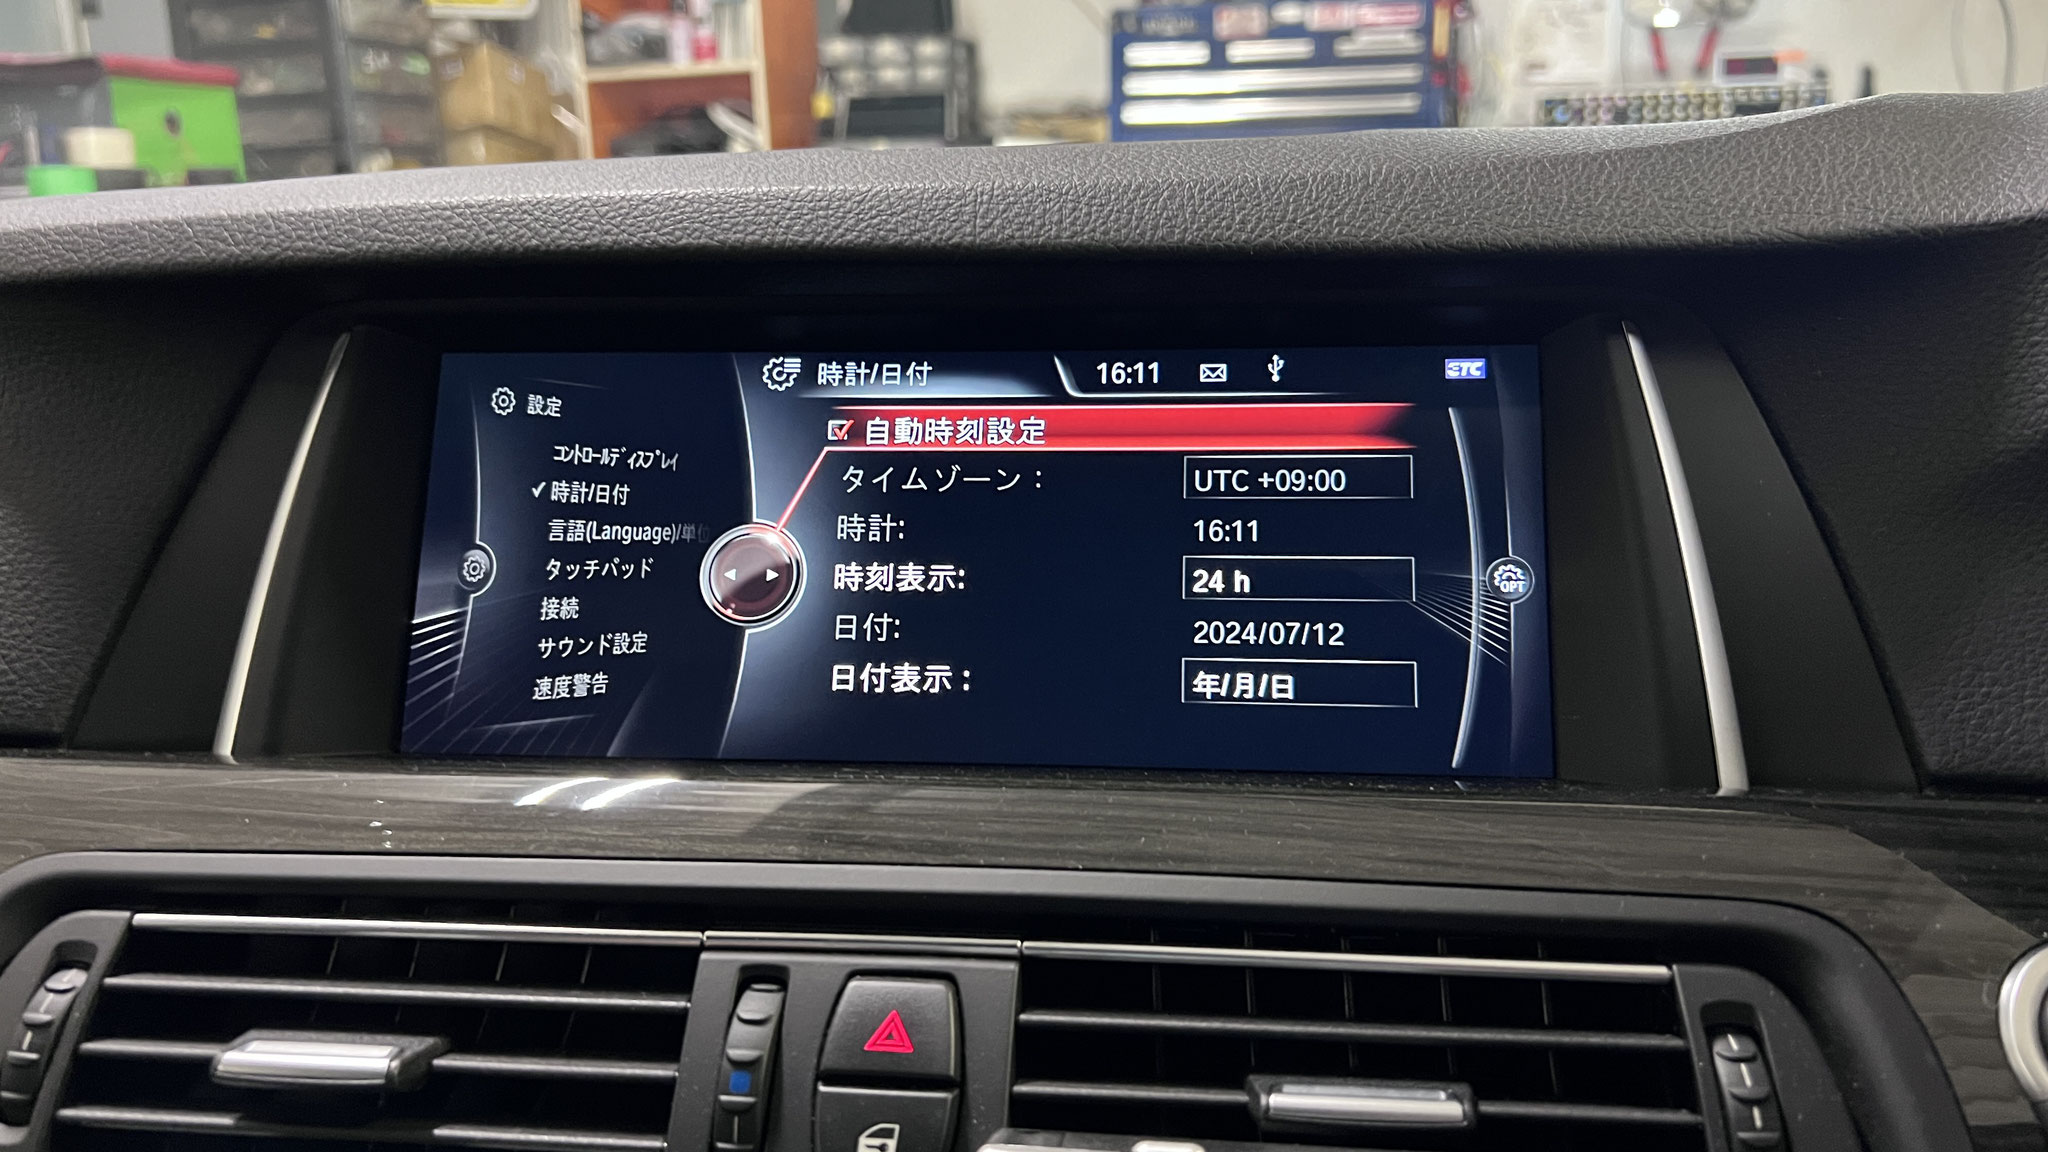 設定
コントロールディスプレイ
時計/日付
言語(Language)/単位
タッチパッド
接続
サウンド設定
速度警告
時計/日付 16:11 ETC
自動時刻設定
タイムゾーン: UTC +09:00
時計: 16:11
時刻表示: 24 h
日付: 2024/07/12
日付表示: 年/月/日
OPT